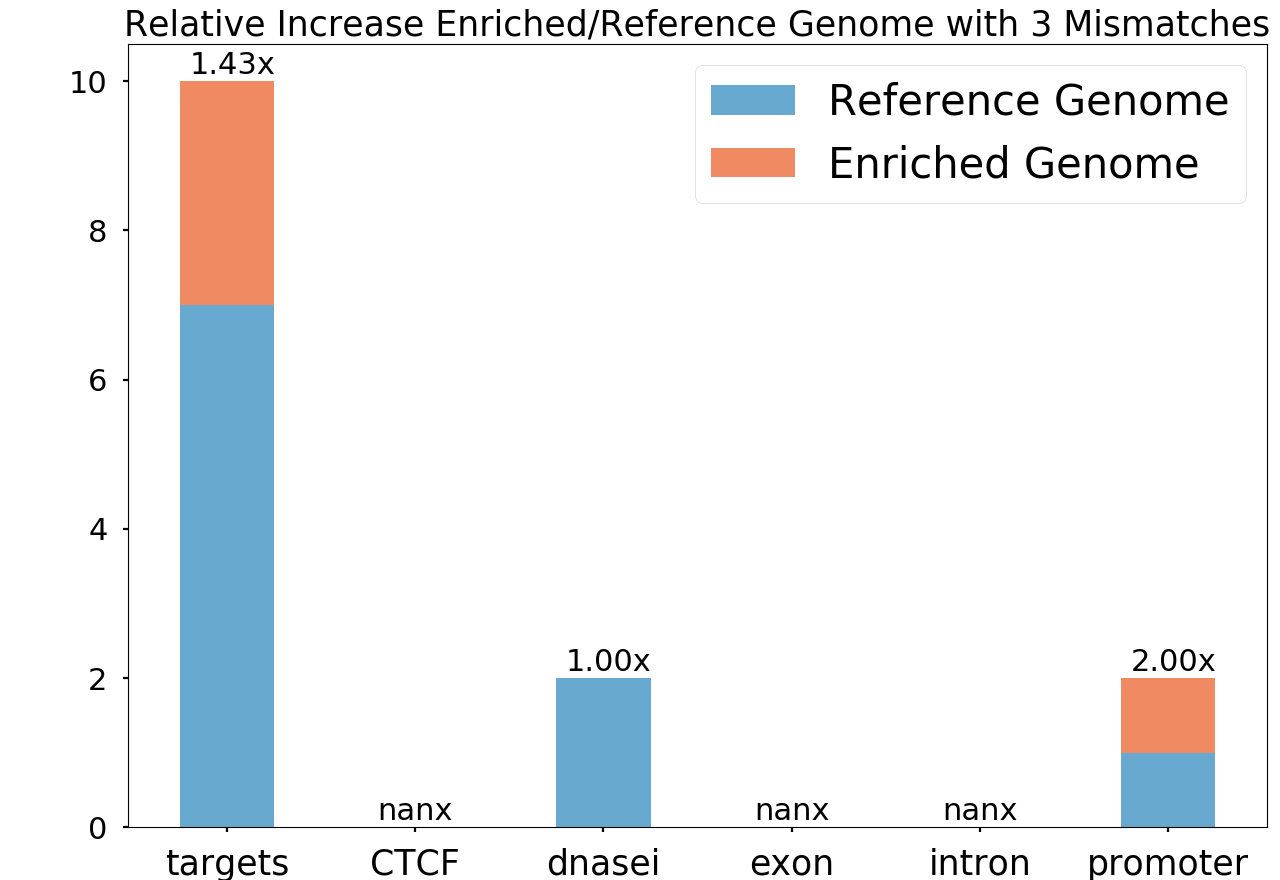 Relative Increase Enriched/Reference Genome with 3 Mismatches
1.43x
10
Reference Genome
Enriched Genome
8
6
4
1.00x
2.00x
2
nanx
nanx
nanx
0
targets
CTCF
dnasei
exon
intron
promoter